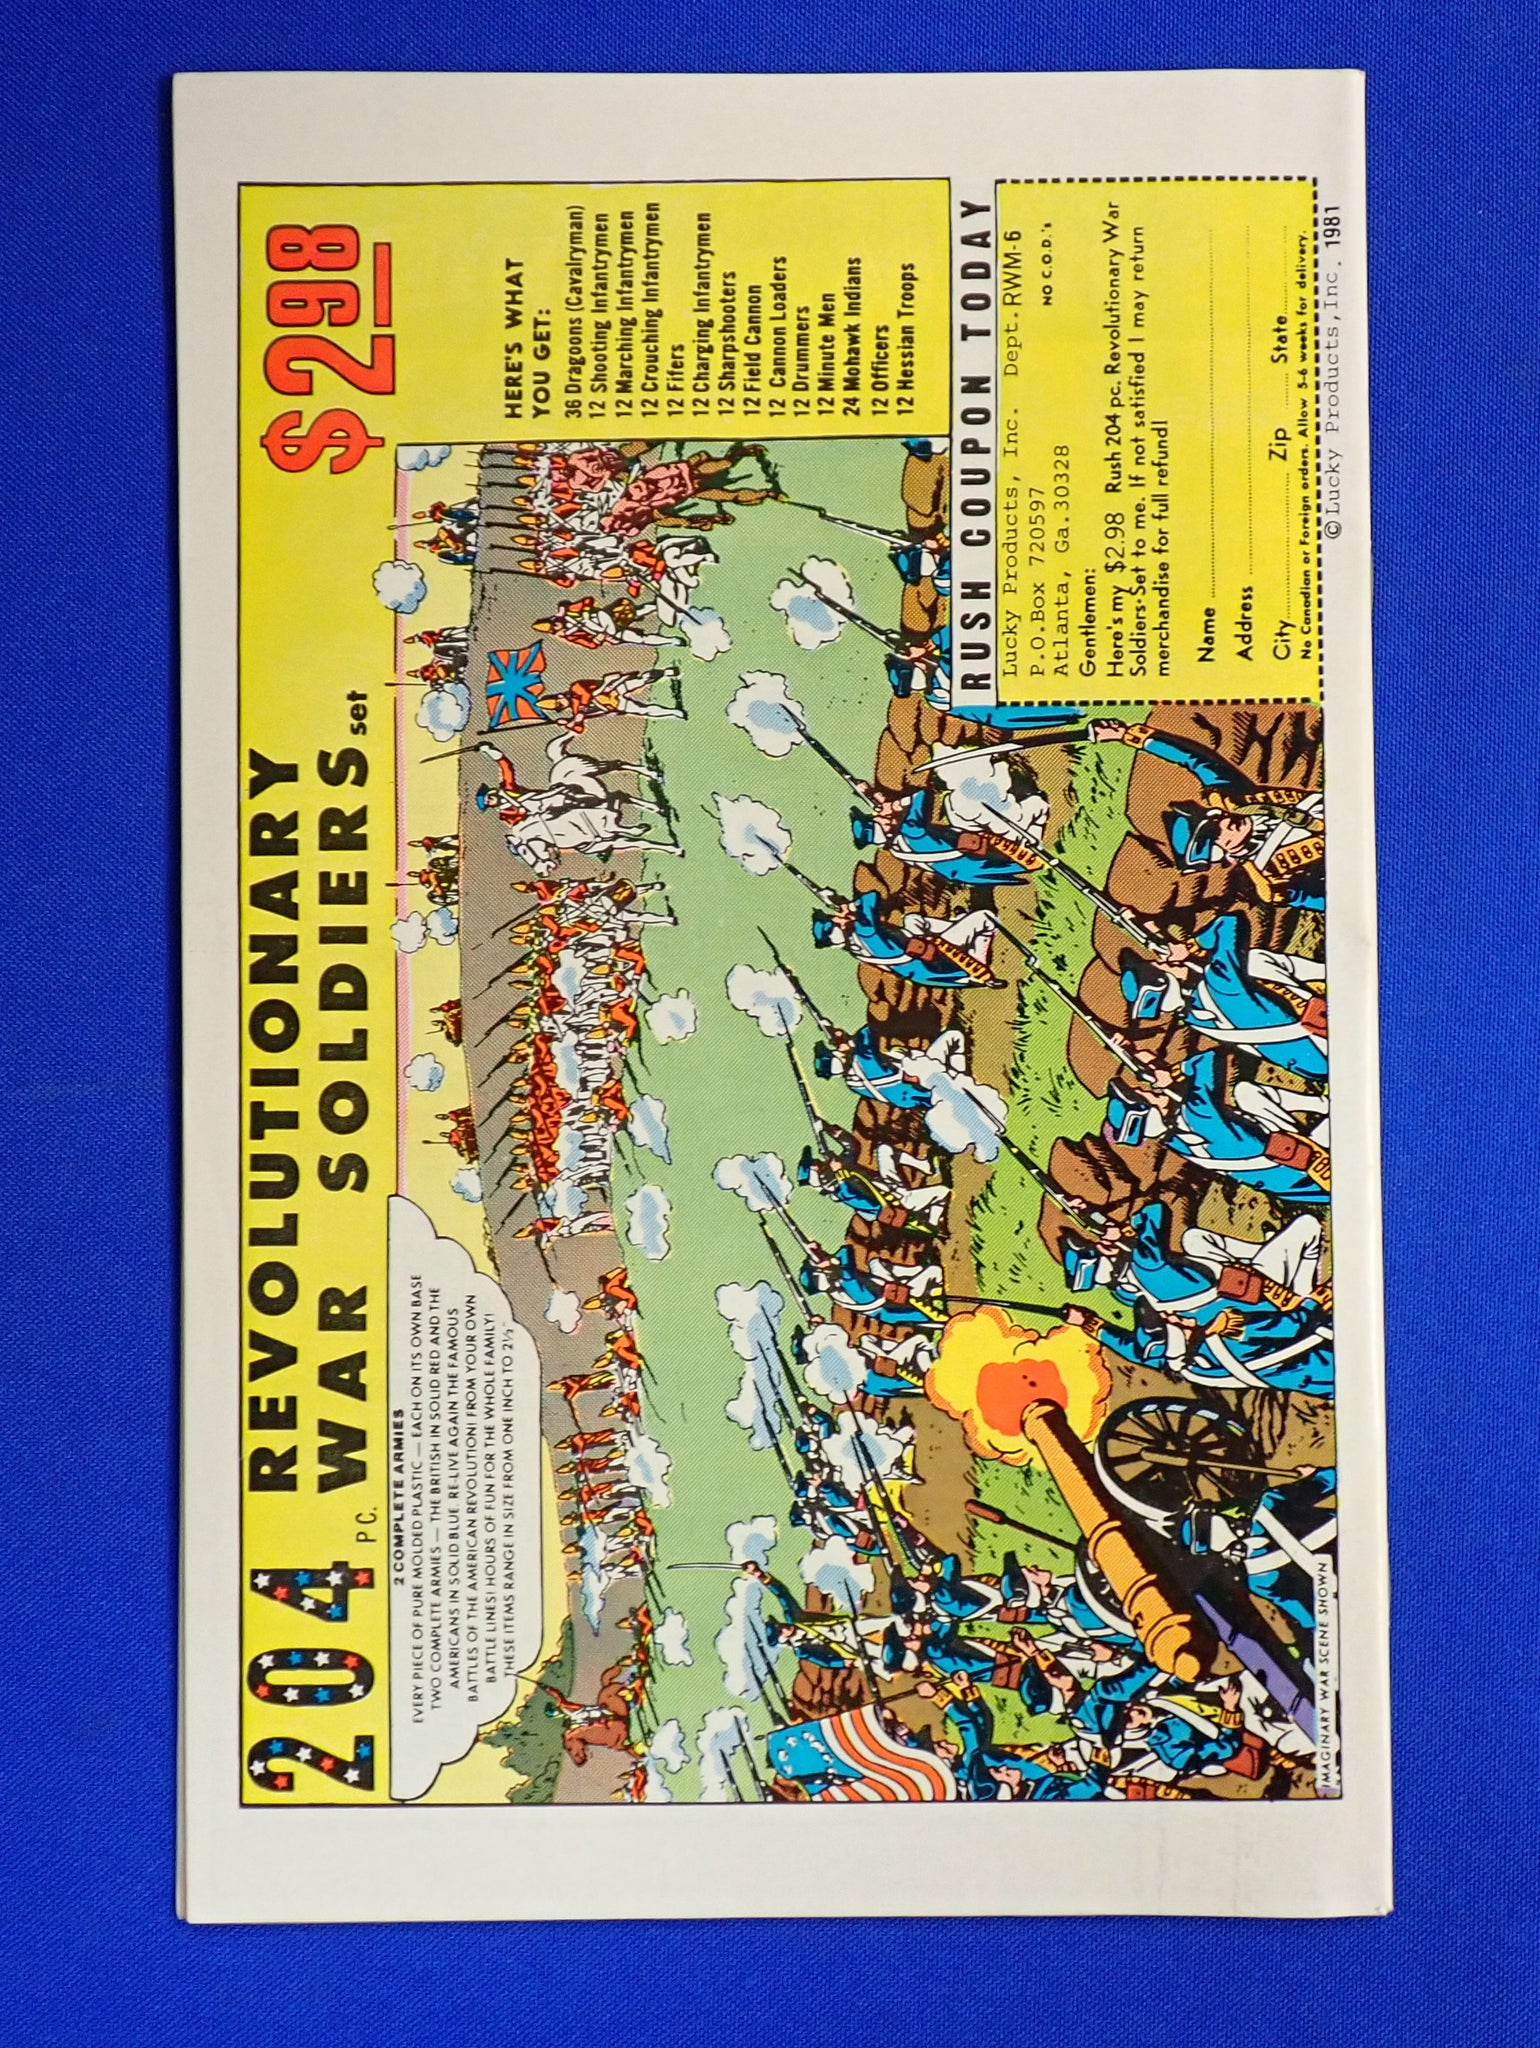 204 PC. REVOLUTIONARY
WAR SOLDIERS set
$2.98
2 COMPLETE ARMIES
EVERY PIECE OF PURE MOLDED PLASTIC — EACH ON ITS OWN BASE
TWO COMPLETE ARMIES — THE BRITISH IN SOLID RED AND THE
AMERICANS IN SOLID BLUE. RE-LIVE AGAIN THE FAMOUS
BATTLES OF THE AMERICAN REVOLUTION! FROM YOUR OWN
BATTLE LINES! HOURS OF FUN FOR THE WHOLE FAMILY!
THESE ITEMS RANGE IN SIZE FROM ONE INCH TO 2½"
HERE'S WHAT
YOU GET:
36 Dragoons (Cavalryman)
12 Shooting Infantrymen
12 Marching Infantrymen
12 Crouching Infantrymen
12 Fifers
12 Charging Infantrymen
12 Sharpshooters
12 Field Cannon
12 Cannon Loaders
12 Drummers
12 Minute Men
24 Mohawk Indians
12 Officers
12 Hessian Troops
RUSH COUPON TODAY
Lucky Products, Inc. Dept. RWM-6
P.O.Box 720597
Atlanta, Ga. 30328
NO C.O.D.'s
Gentlemen:
Here's my $2.98 Rush 204 pc. Revolutionary War
Soldiers Set to me. If not satisfied I may return
merchandise for full refund!
Name
Address
City Zip State
No Canadian or Foreign orders. Allow 5-6 weeks for delivery.
IMAGINARY WAR SCENE SHOWN
© Lucky Products, Inc. 1981